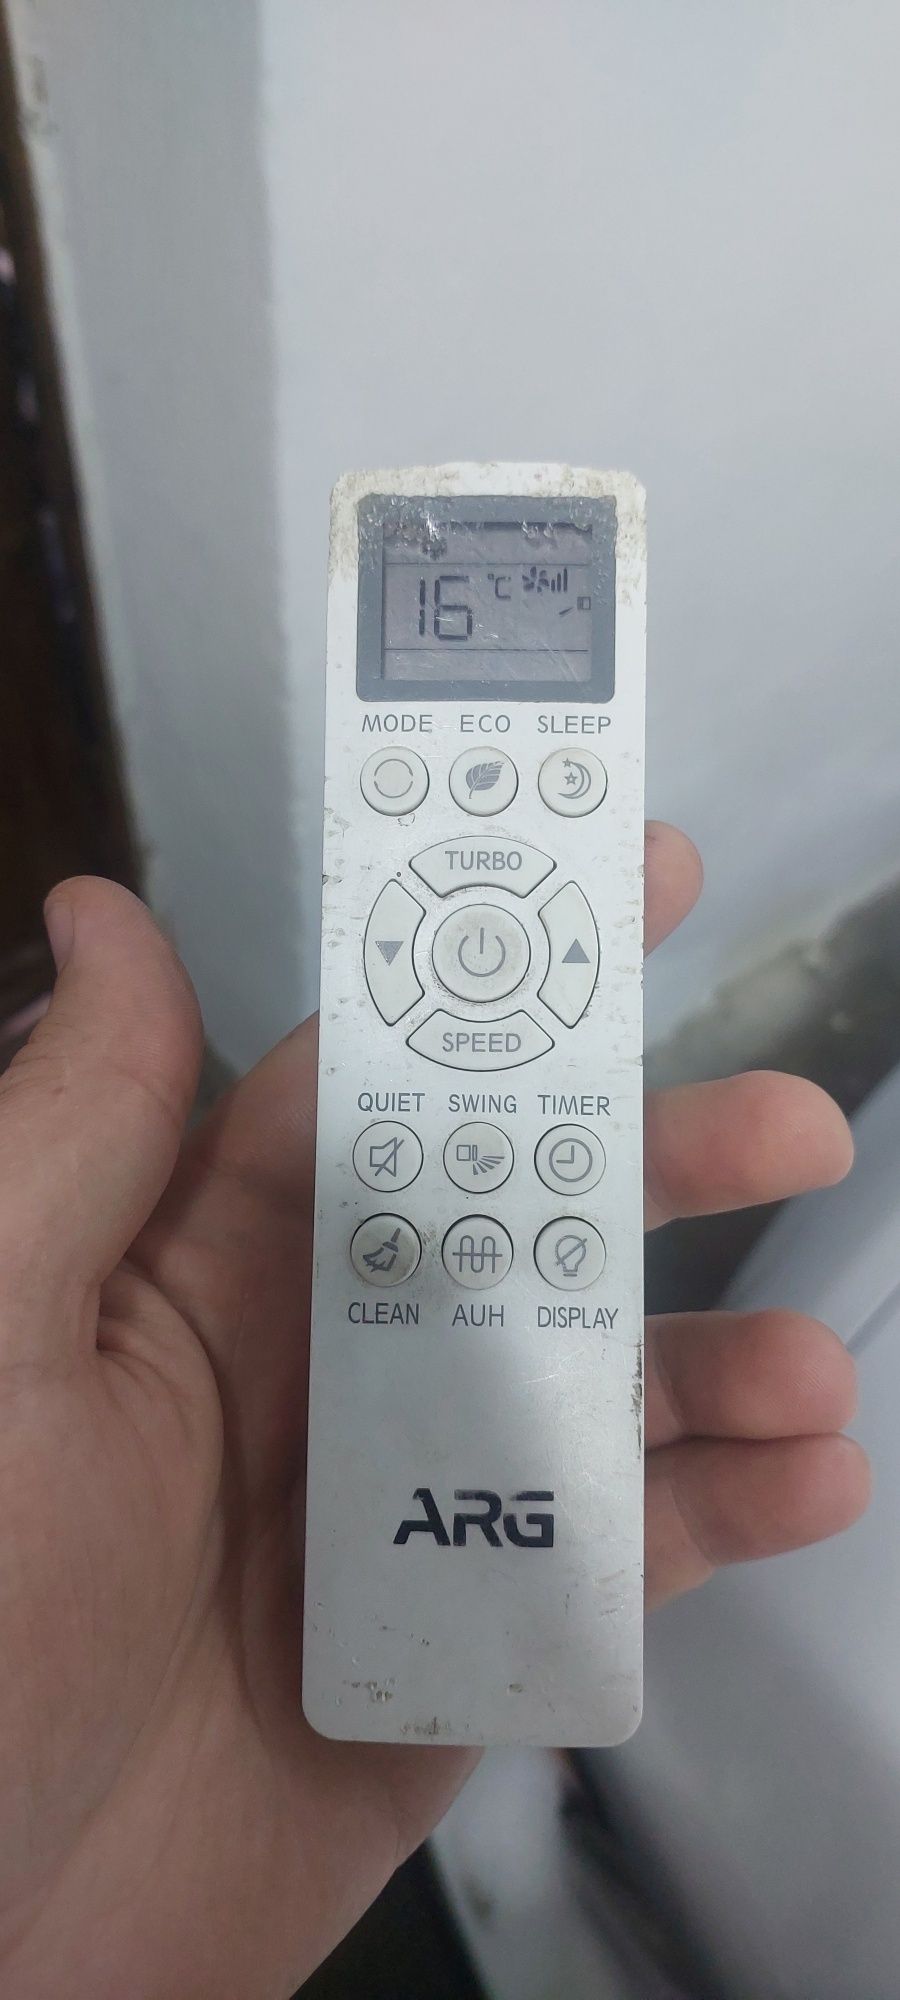 16 °C
MODE ECO SLEEP
TURBO
SPEED
QUIET SWING TIMER
CLEAN AUH DISPLAY
ARG